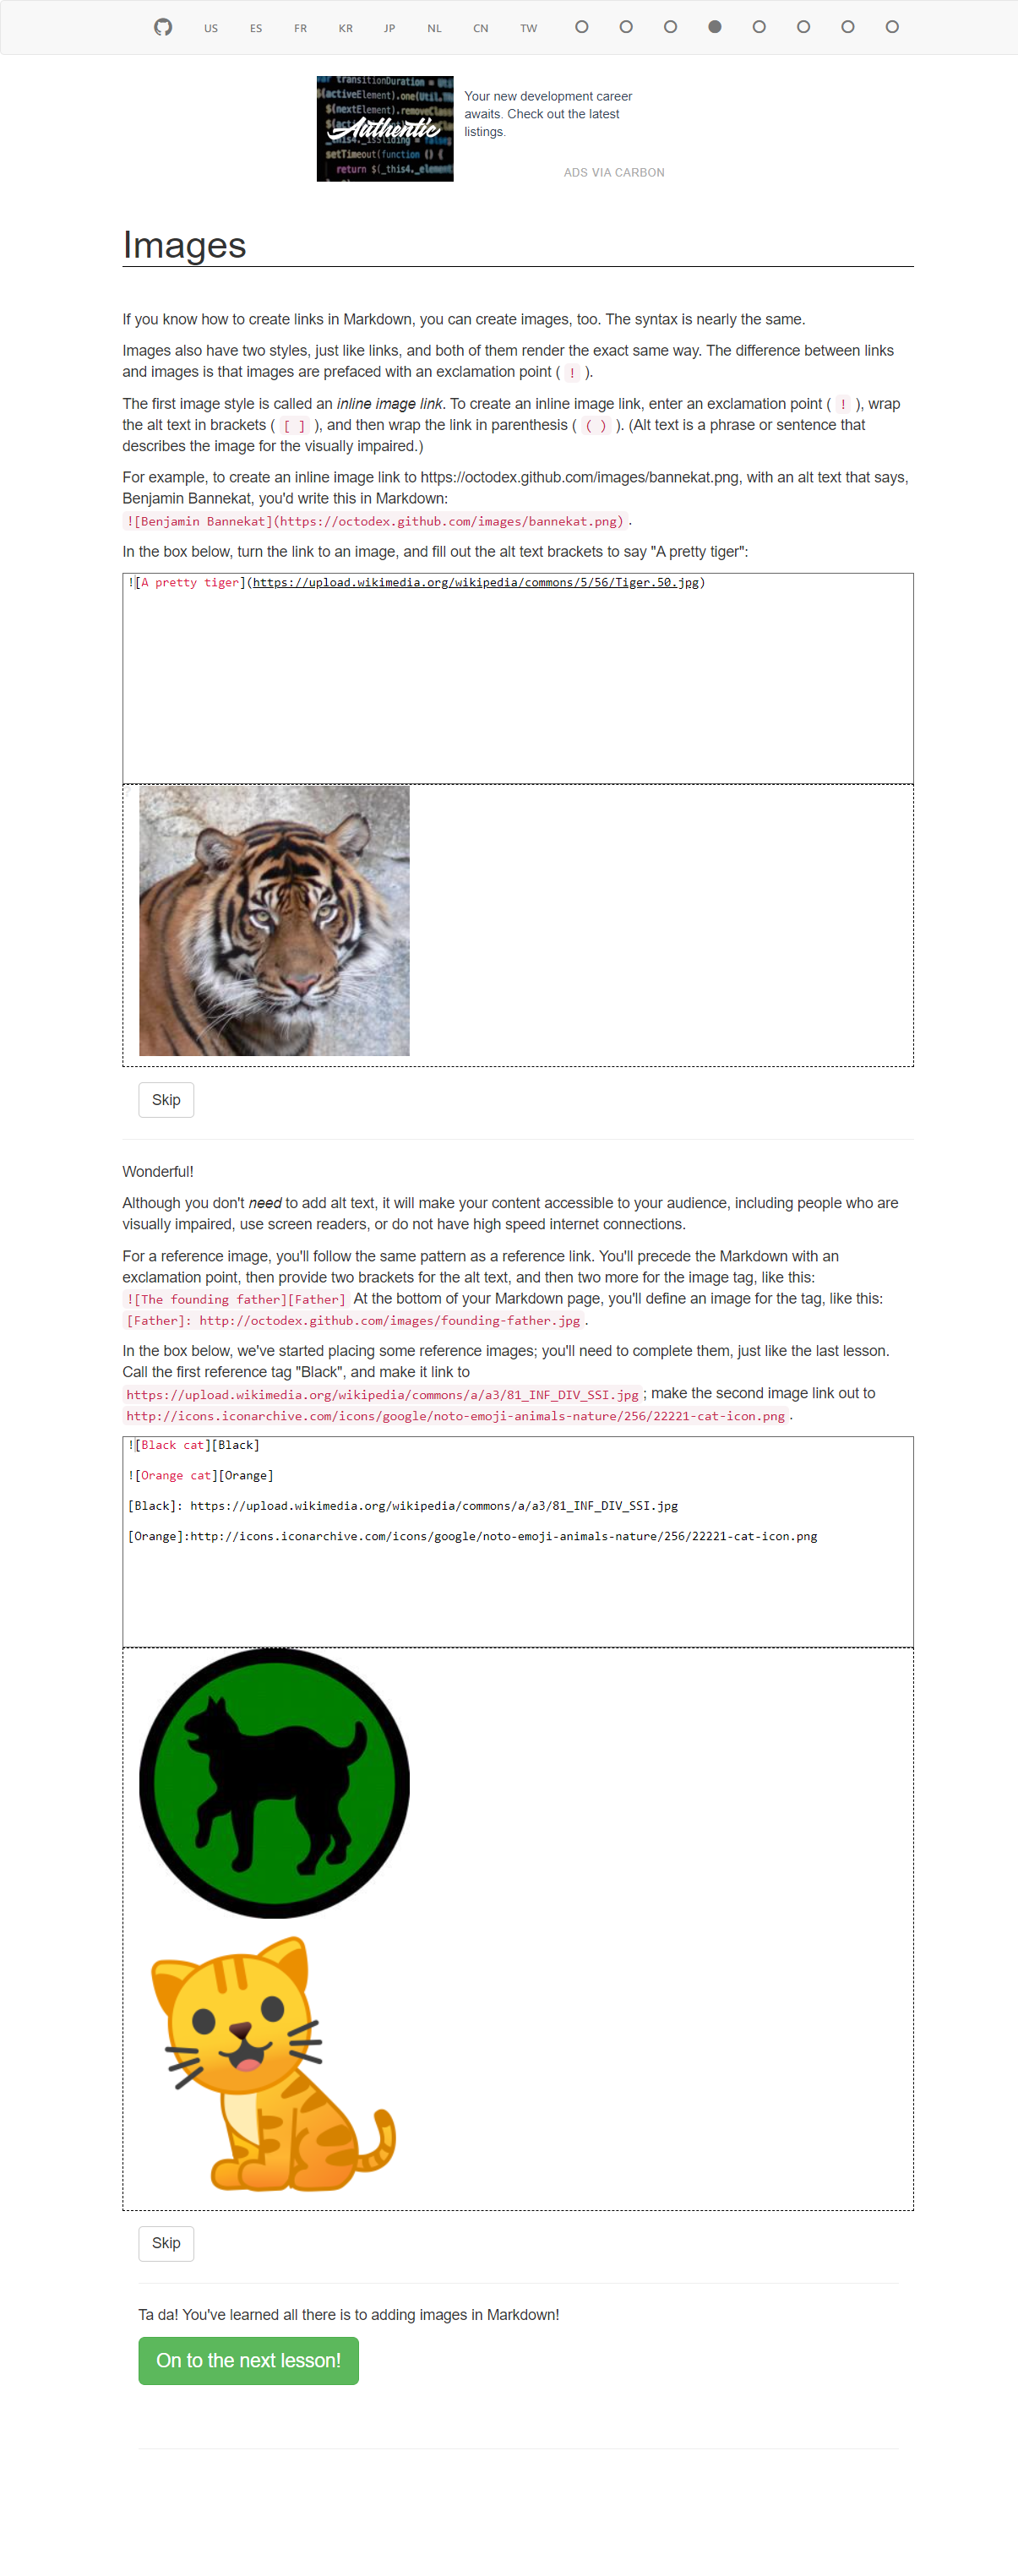 US ES FR KR JP NL CN TW
var transitionDuration = Util.
$(activeElement).one(Util.
$(nextElement).removeClass
Authentic
setTimeout(function () {
return $(_this4._element
Your new development career
awaits. Check out the latest
listings.
ADS VIA CARBON
Images
If you know how to create links in Markdown, you can create images, too. The syntax is nearly the same.
Images also have two styles, just like links, and both of them render the exact same way. The difference between links
and images is that images are prefaced with an exclamation point ( ! ).
The first image style is called an inline image link. To create an inline image link, enter an exclamation point ( ! ), wrap
the alt text in brackets ( [ ] ), and then wrap the link in parenthesis ( ( ) ). (Alt text is a phrase or sentence that
describes the image for the visually impaired.)
For example, to create an inline image link to https://octodex.github.com/images/bannekat.png, with an alt text that says,
Benjamin Bannekat, you'd write this in Markdown:
![Benjamin Bannekat](https://octodex.github.com/images/bannekat.png).
In the box below, turn the link to an image, and fill out the alt text brackets to say "A pretty tiger":
![A pretty tiger](https://upload.wikimedia.org/wikipedia/commons/5/56/Tiger.50.jpg)
Skip
Wonderful!
Although you don't need to add alt text, it will make your content accessible to your audience, including people who are
visually impaired, use screen readers, or do not have high speed internet connections.
For a reference image, you'll follow the same pattern as a reference link. You'll precede the Markdown with an
exclamation point, then provide two brackets for the alt text, and then two more for the image tag, like this:
![The founding father][Father] At the bottom of your Markdown page, you'll define an image for the tag, like this:
[Father]: http://octodex.github.com/images/founding-father.jpg.
In the box below, we've started placing some reference images; you'll need to complete them, just like the last lesson.
Call the first reference tag "Black", and make it link to
https://upload.wikimedia.org/wikipedia/commons/a/a3/81_INF_DIV_SSI.jpg; make the second image link out to
http://icons.iconarchive.com/icons/google/noto-emoji-animals-nature/256/22221-cat-icon.png.
![Black cat][Black]
![Orange cat][Orange]
[Black]: https://upload.wikimedia.org/wikipedia/commons/a/a3/81_INF_DIV_SSI.jpg
[Orange]:http://icons.iconarchive.com/icons/google/noto-emoji-animals-nature/256/22221-cat-icon.png
Skip
Ta da! You've learned all there is to adding images in Markdown!
On to the next lesson!